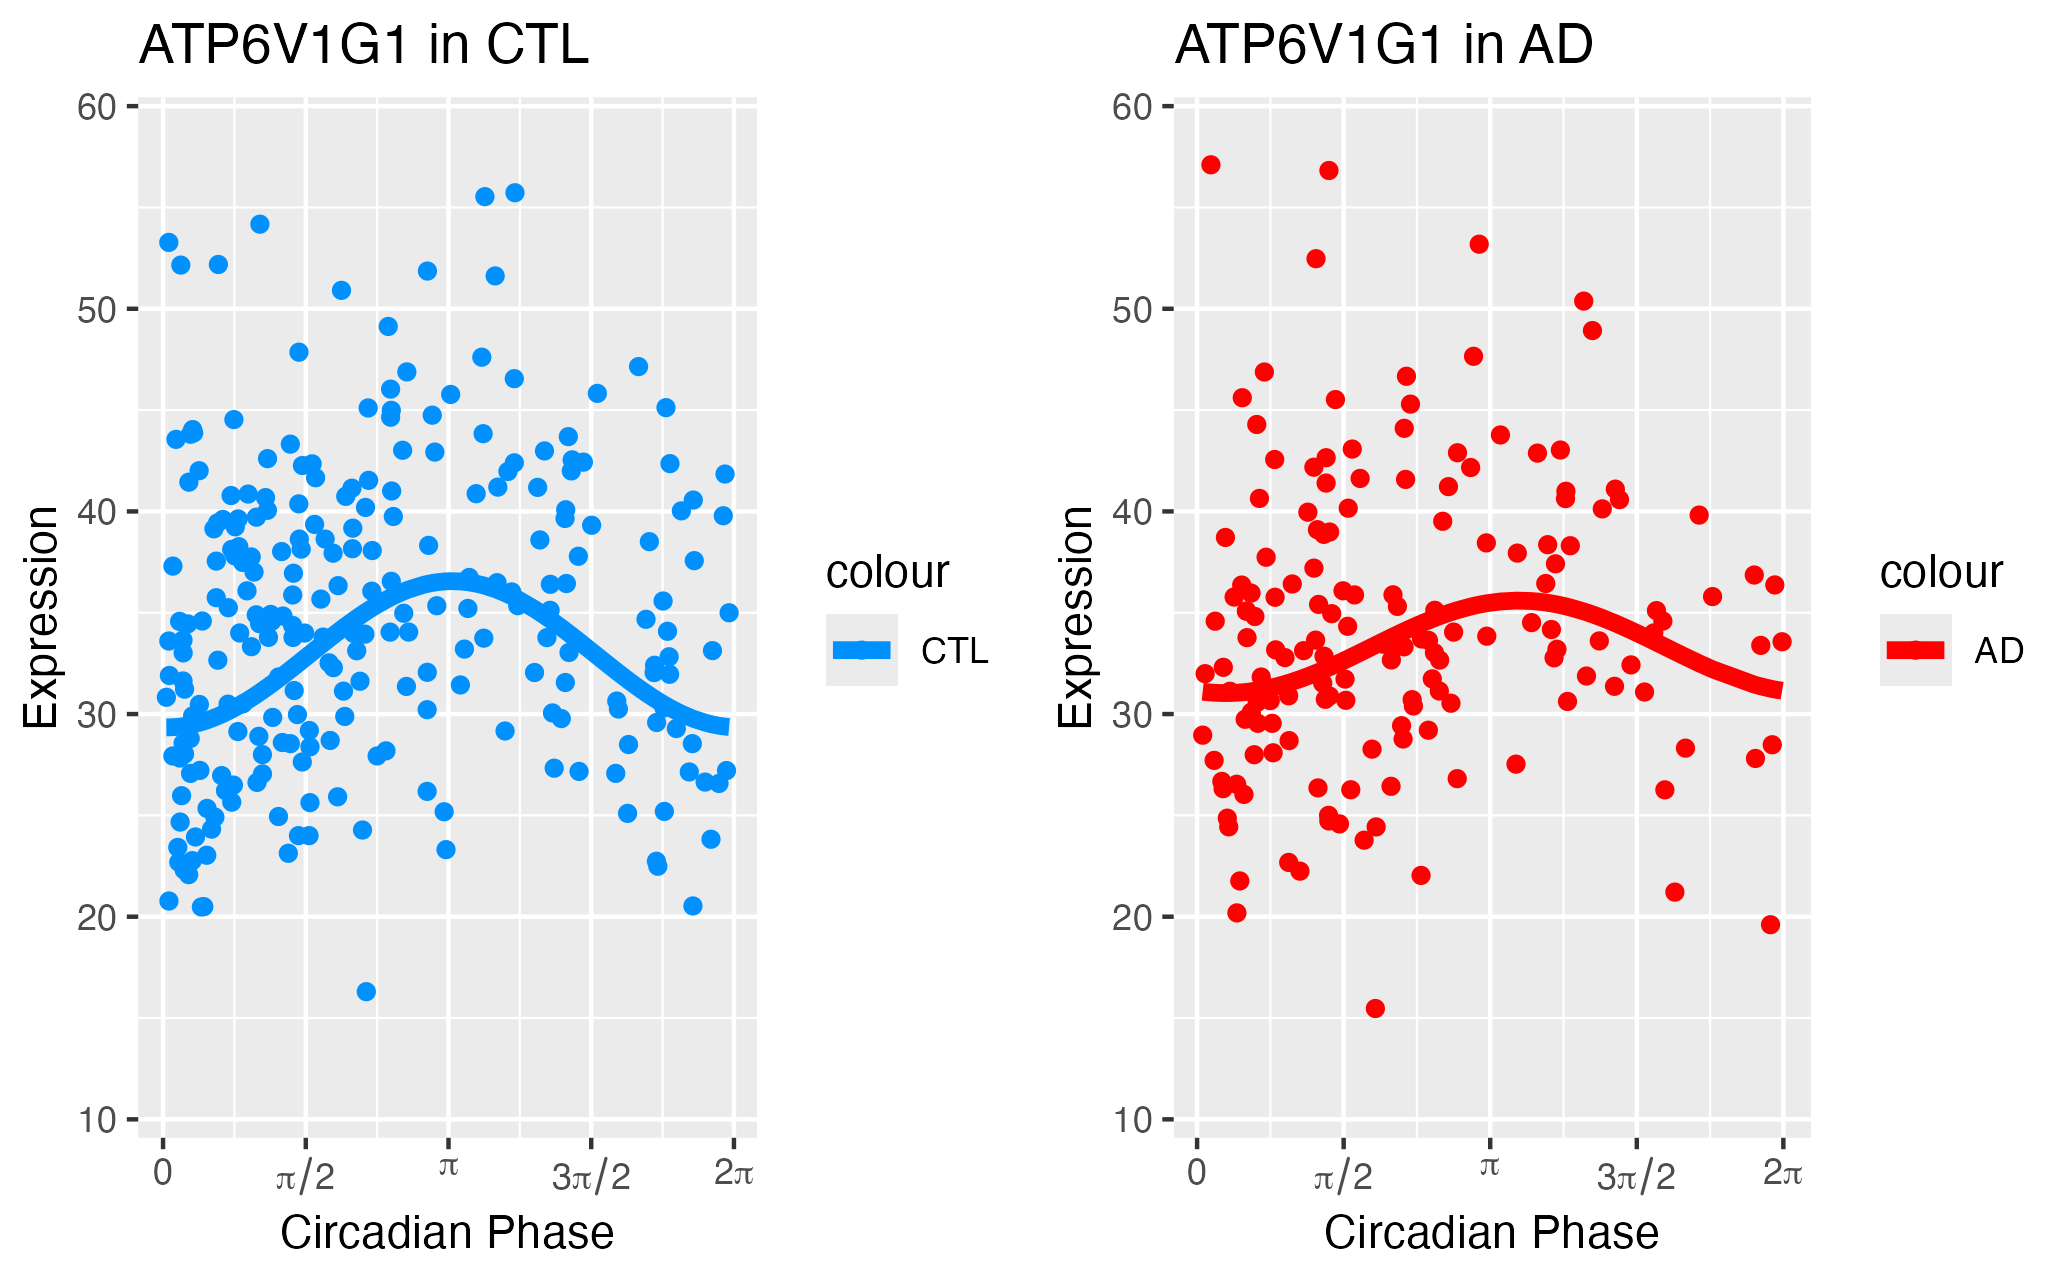 ATP6V1G1 in CTL
60
50
40
30
20
10
Expression
0
π/2
π
3π/2
2π
Circadian Phase
colour
CTL
ATP6V1G1 in AD
60
50
40
30
20
10
Expression
0
π/2
π
3π/2
2π
Circadian Phase
colour
AD